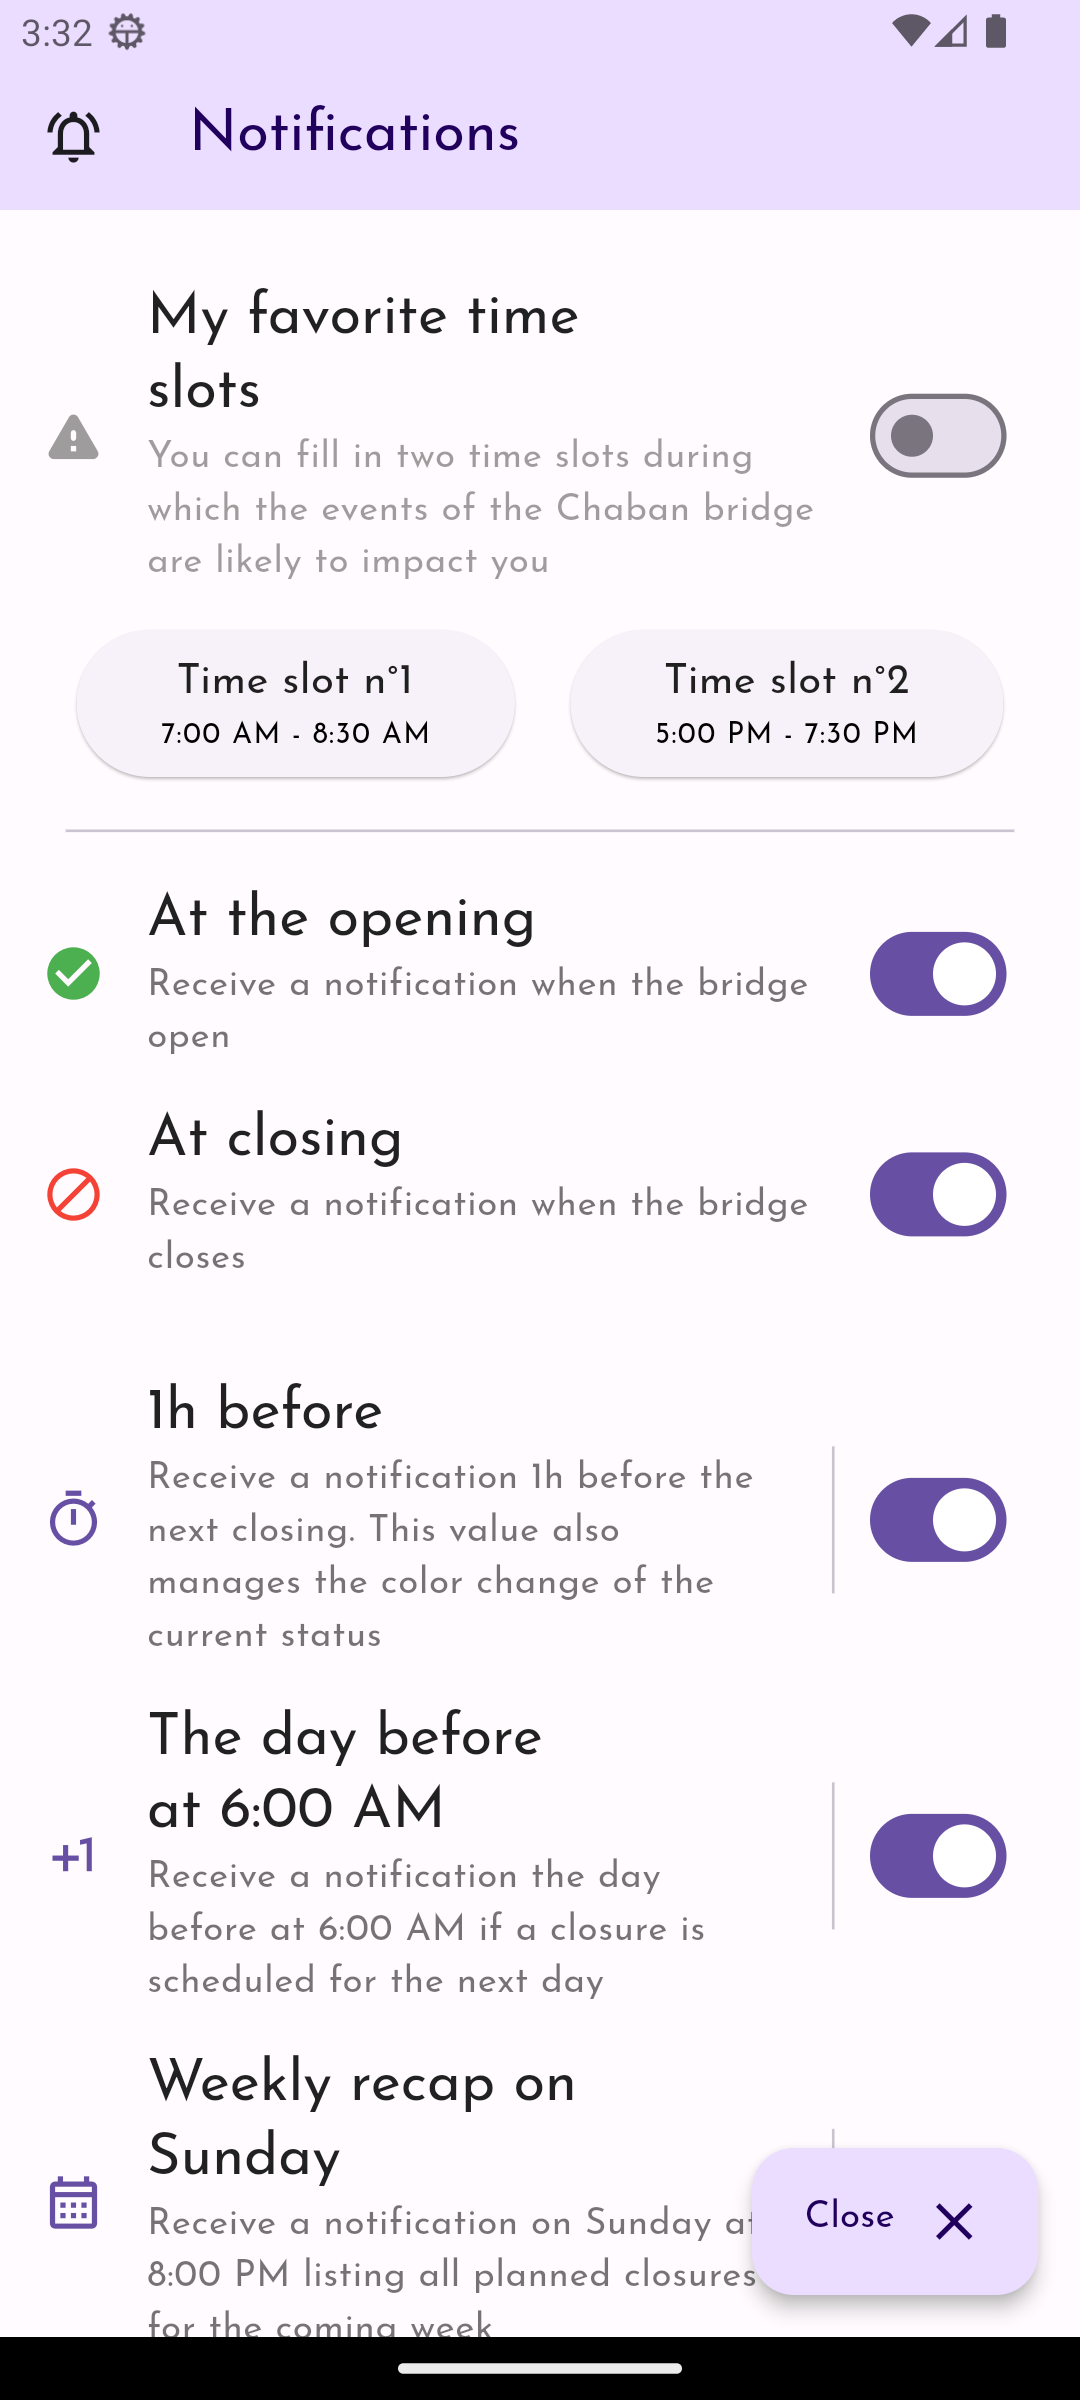 3:32
Notifications
My favorite time
slots
You can fill in two time slots during
which the events of the Chaban bridge
are likely to impact you
Time slot n°1
7:00 AM - 8:30 AM
Time slot n°2
5:00 PM - 7:30 PM
At the opening
Receive a notification when the bridge
open
At closing
Receive a notification when the bridge
closes
1h before
Receive a notification 1h before the
next closing. This value also
manages the color change of the
current status
The day before
at 6:00 AM
+1
Receive a notification the day
before at 6:00 AM if a closure is
scheduled for the next day
Weekly recap on
Sunday
Receive a notification on Sunday at
8:00 PM listing all planned closures
for the coming week
Close